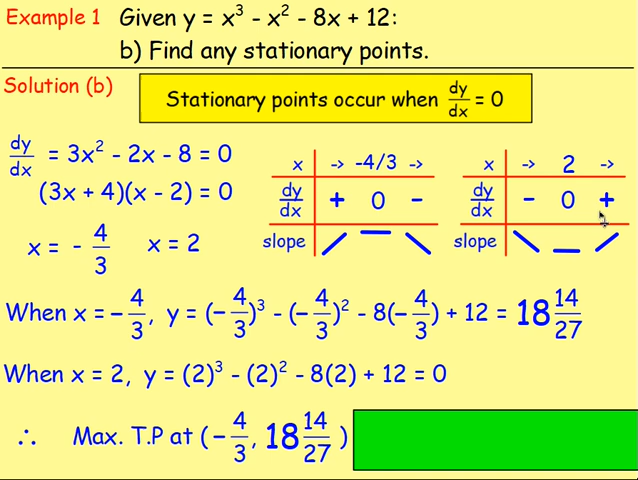 Example 1 Given y = x³ - x² - 8x + 12:
b) Find any stationary points.
Solution (b)
Stationary points occur when dy/dx = 0
dy/dx = 3x² - 2x - 8 = 0
(3x + 4)(x - 2) = 0
x = - 4/3 x = 2
x -> -4/3 ->
dy/dx + 0 -
slope
x -> 2 ->
dy/dx - 0 +
slope
When x = - 4/3, y = (- 4/3)³ - (- 4/3)² - 8(- 4/3) + 12 = 18 14/27
When x = 2, y = (2)³ - (2)² - 8(2) + 12 = 0
∴ Max. T.P at (- 4/3, 18 14/27)